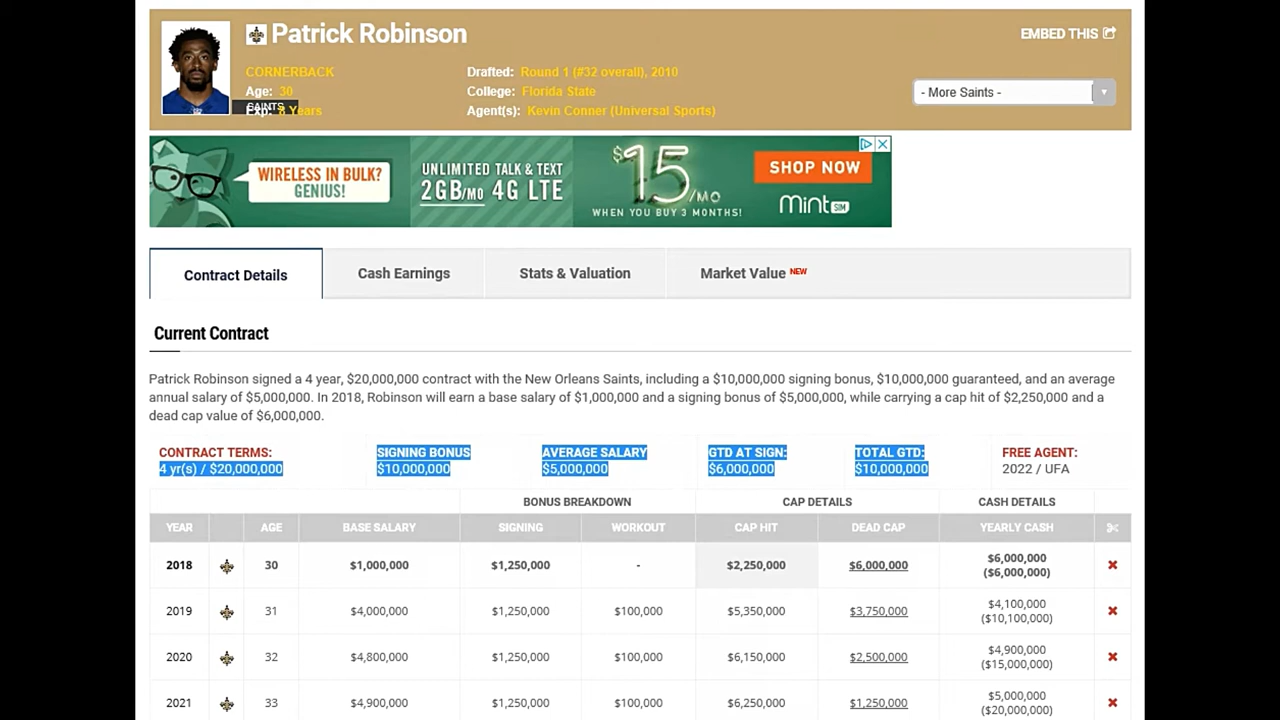 Patrick Robinson
EMBED THIS
CORNERBACK
Age: 30
SAINTS
Exp: 8 Years
Drafted: Round 1 (#32 overall), 2010
College: Florida State
Agent(s): Kevin Conner (Universal Sports)
- More Saints -
WIRELESS IN BULK?
GENIUS!
UNLIMITED TALK & TEXT
2GB/MO 4G LTE
$15/MO
WHEN YOU BUY 3 MONTHS!
SHOP NOW
mint SIM
Contract Details Cash Earnings Stats & Valuation Market Value NEW
Current Contract
Patrick Robinson signed a 4 year, $20,000,000 contract with the New Orleans Saints, including a $10,000,000 signing bonus, $10,000,000 guaranteed, and an average
annual salary of $5,000,000. In 2018, Robinson will earn a base salary of $1,000,000 and a signing bonus of $5,000,000, while carrying a cap hit of $2,250,000 and a
dead cap value of $6,000,000.
CONTRACT TERMS: SIGNING BONUS AVERAGE SALARY GTD AT SIGN: TOTAL GTD: FREE AGENT:
4 yr(s) / $20,000,000 $10,000,000 $5,000,000 $6,000,000 $10,000,000 2022 / UFA
BONUS BREAKDOWN CAP DETAILS CASH DETAILS
YEAR AGE BASE SALARY SIGNING WORKOUT CAP HIT DEAD CAP YEARLY CASH
2018 30 $1,000,000 $1,250,000 - $2,250,000 $6,000,000 $6,000,000
($6,000,000)
2019 31 $4,000,000 $1,250,000 $100,000 $5,350,000 $3,750,000 $4,100,000
($10,100,000)
2020 32 $4,800,000 $1,250,000 $100,000 $6,150,000 $2,500,000 $4,900,000
($15,000,000)
2021 33 $4,900,000 $1,250,000 $100,000 $6,250,000 $1,250,000 $5,000,000
($20,000,000)